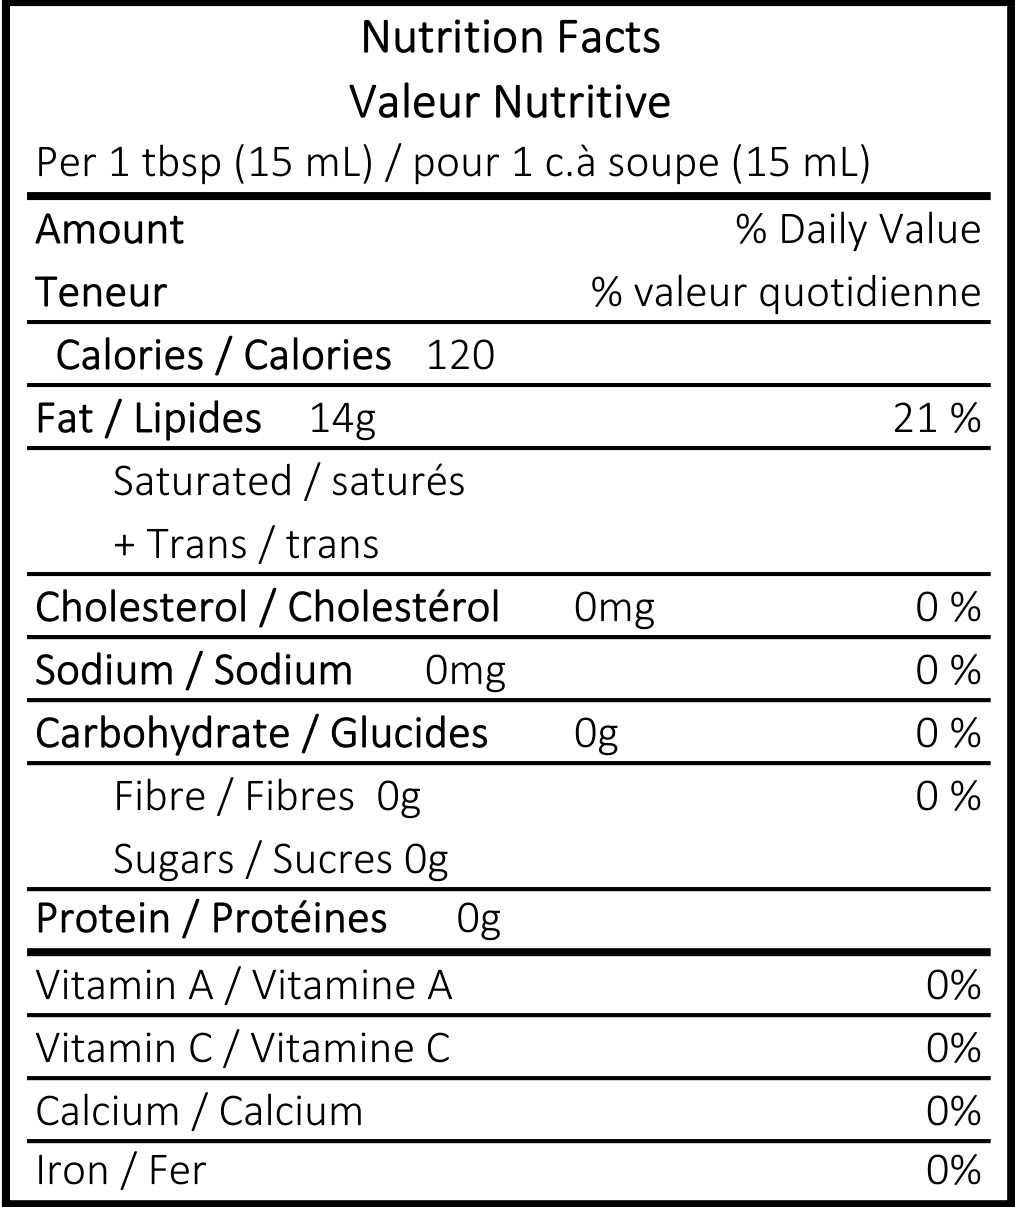 Nutrition Facts
Valeur Nutritive
Per 1 tbsp (15 mL) / pour 1 c.à soupe (15 mL)
Amount % Daily Value
Teneur % valeur quotidienne
Calories / Calories 120
Fat / Lipides 14g 21 %
Saturated / saturés
+ Trans / trans
Cholesterol / Cholestérol 0mg 0 %
Sodium / Sodium 0mg 0 %
Carbohydrate / Glucides 0g 0 %
Fibre / Fibres 0g 0 %
Sugars / Sucres 0g
Protein / Protéines 0g
Vitamin A / Vitamine A 0%
Vitamin C / Vitamine C 0%
Calcium / Calcium 0%
Iron / Fer 0%